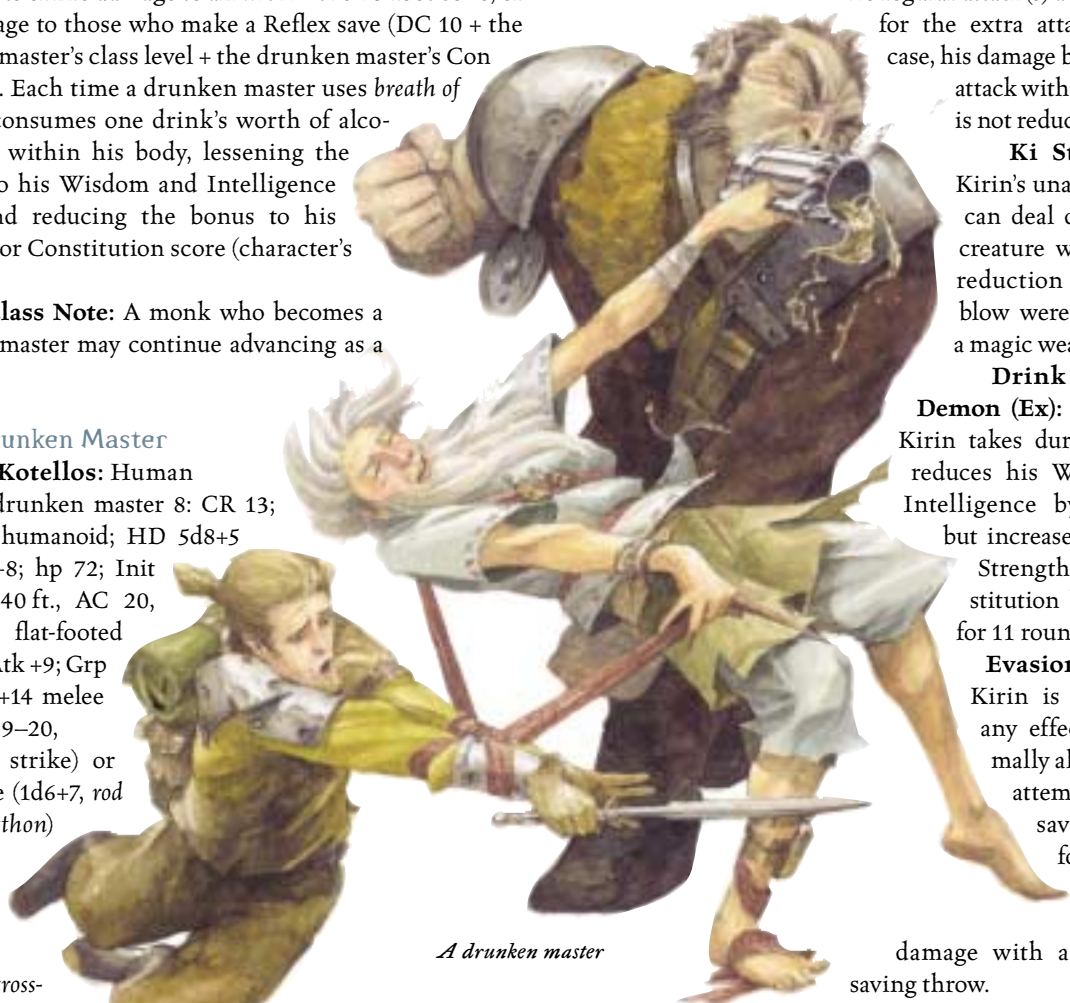 age to those who make a Reflex save (DC 10 + the
master's class level + the drunken master's Con
. Each time a drunken master uses breath of
consumes one drink's worth of alco-
within his body, lessening the
o his Wisdom and Intelligence
nd reducing the bonus to his
or Constitution score (character's
lass Note: A monk who becomes a
master may continue advancing as a
unken Master
Kotellos: Human
drunken master 8: CR 13;
humanoid; HD 5d8+5
-8; hp 72; Init
40 ft., AC 20,
flat-footed
Atk +9; Grp
+14 melee
9–20,
strike) or
e (1d6+7, rod
thon)
ross-
A drunken master
for the extra atta
case, his damage b
attack with
is not reduc
Ki St
Kirin's una
can deal d
creature w
reduction
blow were
a magic wea
Drink
Demon (Ex):
Kirin takes dur
reduces his W
Intelligence by
but increase
Strength
stitution
for 11 roun
Evasion
Kirin is
any effec
mally al
attem
sav
fo
damage with a
saving throw.